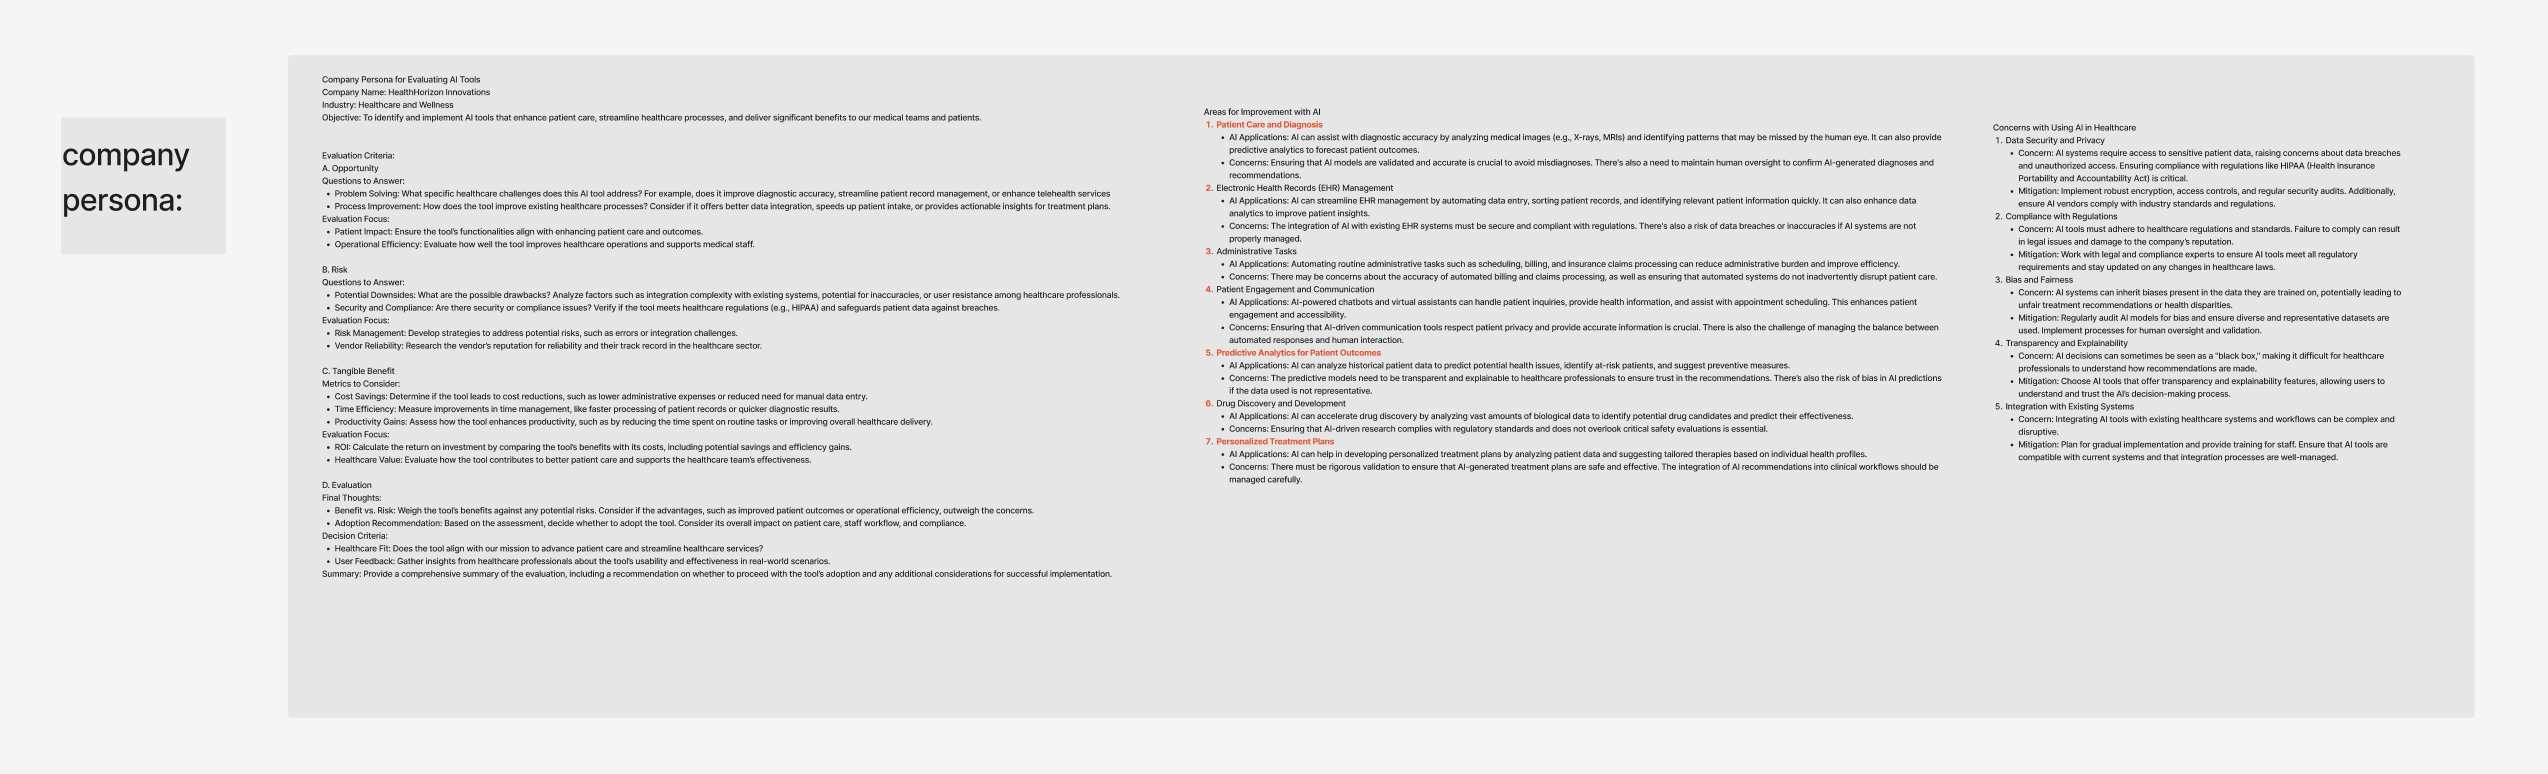 company
persona:
Company Persona for Evaluating AI Tools
Company Name: HealthHorizon Innovations
Industry: Healthcare and Wellness
Objective: To identify and implement AI tools that enhance patient care, streamline healthcare processes, and deliver significant benefits to our medical teams and patients.
Evaluation Criteria:
A. Opportunity
Questions to Answer:
• Problem Solving: What specific healthcare challenges does this AI tool address? For example, does it improve diagnostic accuracy, streamline patient record management, or enhance telehealth services
• Process Improvement: How does the tool improve existing healthcare processes? Consider if it offers better data integration, speeds up patient intake, or provides actionable insights for treatment plans.
Evaluation Focus:
• Patient Impact: Ensure the tool's functionalities align with enhancing patient care and outcomes.
• Operational Efficiency: Evaluate how well the tool improves healthcare operations and supports medical staff.
B. Risk
Questions to Answer:
• Potential Downsides: What are the possible drawbacks? Analyze factors such as integration complexity with existing systems, potential for inaccuracies, or user resistance among healthcare professionals.
• Security and Compliance: Are there security or compliance issues? Verify if the tool meets healthcare regulations (e.g., HIPAA) and safeguards patient data against breaches.
Evaluation Focus:
• Risk Management: Develop strategies to address potential risks, such as errors or integration challenges.
• Vendor Reliability: Research the vendor's reputation for reliability and their track record in the healthcare sector.
C. Tangible Benefit
Metrics to Consider:
• Cost Savings: Determine if the tool leads to cost reductions, such as lower administrative expenses or reduced need for manual data entry.
• Time Efficiency: Measure improvements in time management, like faster processing of patient records or quicker diagnostic results.
• Productivity Gains: Assess how the tool enhances productivity, such as by reducing the time spent on routine tasks or improving overall healthcare delivery.
Evaluation Focus:
• ROI: Calculate the return on investment by comparing the tool's benefits with its costs, including potential savings and efficiency gains.
• Healthcare Value: Evaluate how the tool contributes to better patient care and supports the healthcare team's effectiveness.
D. Evaluation
Final Thoughts:
• Benefit vs. Risk: Weigh the tool's benefits against any potential risks. Consider if the advantages, such as improved patient outcomes or operational efficiency, outweigh the concerns.
• Adoption Recommendation: Based on the assessment, decide whether to adopt the tool. Consider its overall impact on patient care, staff workflow, and compliance.
Decision Criteria:
• Healthcare Fit: Does the tool align with our mission to advance patient care and streamline healthcare services?
• User Feedback: Gather insights from healthcare professionals about the tool's usability and effectiveness in real-world scenarios.
Summary: Provide a comprehensive summary of the evaluation, including a recommendation on whether to proceed with the tool's adoption and any additional considerations for successful implementation.
Areas for Improvement with AI
1. Patient Care and Diagnosis
• AI Applications: AI can assist with diagnostic accuracy by analyzing medical images (e.g., X-rays, MRIs) and identifying patterns that may be missed by the human eye. It can also provide
predictive analytics to forecast patient outcomes.
• Concerns: Ensuring that AI models are validated and accurate is crucial to avoid misdiagnoses. There's also a need to maintain human oversight to confirm AI-generated diagnoses and
recommendations.
2. Electronic Health Records (EHR) Management
• AI Applications: AI can streamline EHR management by automating data entry, sorting patient records, and identifying relevant patient information quickly. It can also enhance data
analytics to improve patient insights.
• Concerns: The integration of AI with existing EHR systems must be secure and compliant with regulations. There's also a risk of data breaches or inaccuracies if AI systems are not
properly managed.
3. Administrative Tasks
• AI Applications: Automating routine administrative tasks such as scheduling, billing, and insurance claims processing can reduce administrative burden and improve efficiency.
• Concerns: There may be concerns about the accuracy of automated billing and claims processing, as well as ensuring that automated systems do not inadvertently disrupt patient care.
4. Patient Engagement and Communication
• AI Applications: AI-powered chatbots and virtual assistants can handle patient inquiries, provide health information, and assist with appointment scheduling. This enhances patient
engagement and accessibility.
• Concerns: Ensuring that AI-driven communication tools respect patient privacy and provide accurate information is crucial. There is also the challenge of managing the balance between
automated responses and human interaction.
5. Predictive Analytics for Patient Outcomes
• AI Applications: AI can analyze historical patient data to predict potential health issues, identify at-risk patients, and suggest preventive measures.
• Concerns: The predictive models need to be transparent and explainable to healthcare professionals to ensure trust in the recommendations. There's also the risk of bias in AI predictions
if the data used is not representative.
6. Drug Discovery and Development
• AI Applications: AI can accelerate drug discovery by analyzing vast amounts of biological data to identify potential drug candidates and predict their effectiveness.
• Concerns: Ensuring that AI-driven research complies with regulatory standards and does not overlook critical safety evaluations is essential.
7. Personalized Treatment Plans
• AI Applications: AI can help in developing personalized treatment plans by analyzing patient data and suggesting tailored therapies based on individual health profiles.
• Concerns: There must be rigorous validation to ensure that AI-generated treatment plans are safe and effective. The integration of AI recommendations into clinical workflows should be
managed carefully.
Concerns with Using AI in Healthcare
1. Data Security and Privacy
• Concern: AI systems require access to sensitive patient data, raising concerns about data breaches
and unauthorized access. Ensuring compliance with regulations like HIPAA (Health Insurance
Portability and Accountability Act) is critical.
• Mitigation: Implement robust encryption, access controls, and regular security audits. Additionally,
ensure AI vendors comply with industry standards and regulations.
2. Compliance with Regulations
• Concern: AI tools must adhere to healthcare regulations and standards. Failure to comply can result
in legal issues and damage to the company's reputation.
• Mitigation: Work with legal and compliance experts to ensure AI tools meet all regulatory
requirements and stay updated on any changes in healthcare laws.
3. Bias and Fairness
• Concern: AI systems can inherit biases present in the data they are trained on, potentially leading to
unfair treatment recommendations or health disparities.
• Mitigation: Regularly audit AI models for bias and ensure diverse and representative datasets are
used. Implement processes for human oversight and validation.
4. Transparency and Explainability
• Concern: AI decisions can sometimes be seen as a "black box," making it difficult for healthcare
professionals to understand how recommendations are made.
• Mitigation: Choose AI tools that offer transparency and explainability features, allowing users to
understand and trust the AI's decision-making process.
5. Integration with Existing Systems
• Concern: Integrating AI tools with existing healthcare systems and workflows can be complex and
disruptive.
• Mitigation: Plan for gradual implementation and provide training for staff. Ensure that AI tools are
compatible with current systems and that integration processes are well-managed.